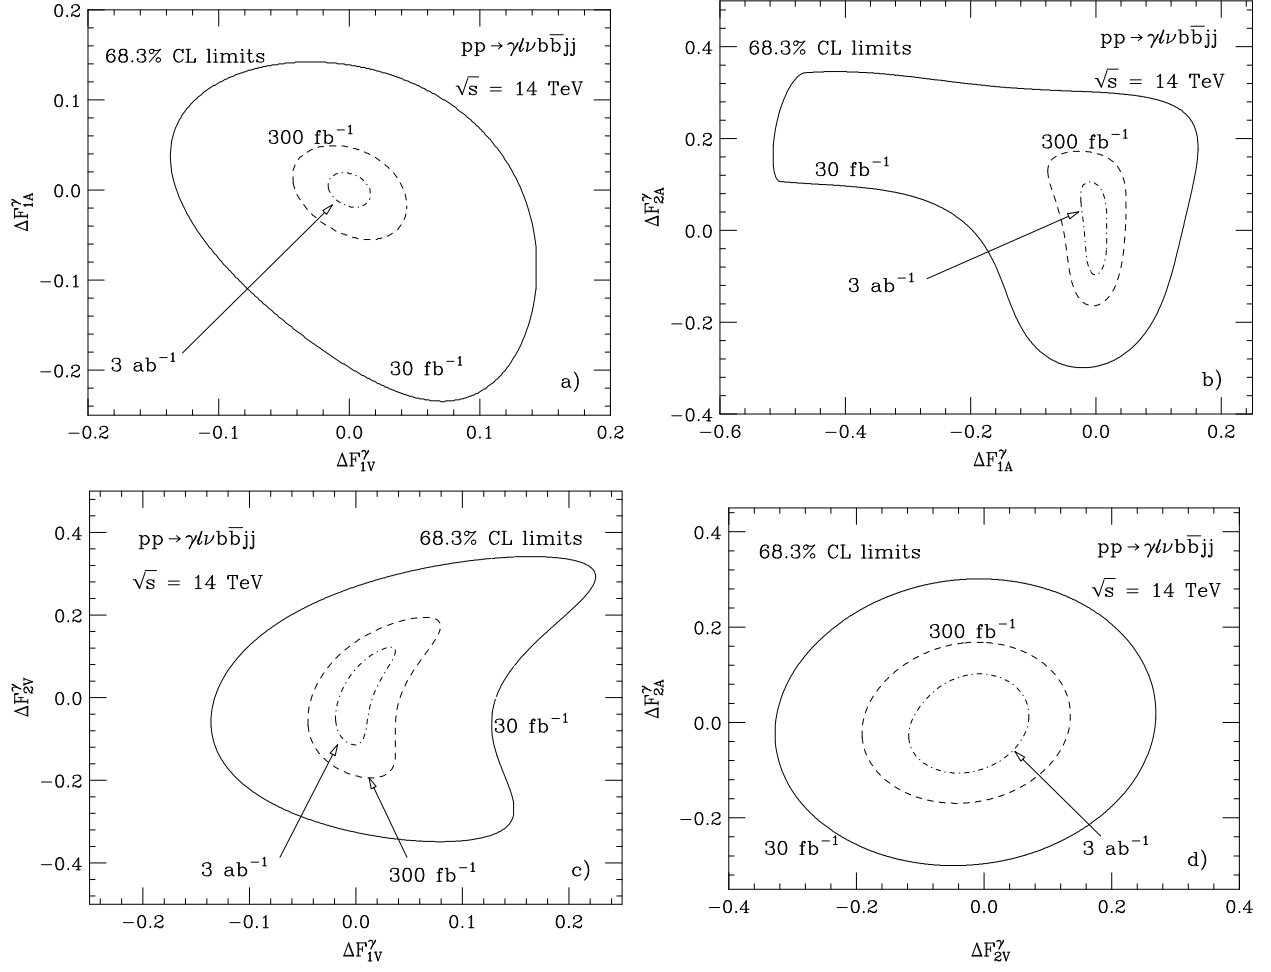 68.3% CL limits
pp→γlνbb̅jj
√s = 14 TeV
300 fb⁻¹
3 ab⁻¹
30 fb⁻¹
a)
0.2
0.1
0.0
−0.1
−0.2
−0.2 −0.1 0.0 0.1 0.2
ΔF^γ_1A
ΔF^γ_1V
68.3% CL limits
pp→γlνbb̅jj
√s = 14 TeV
300 fb⁻¹
30 fb⁻¹
3 ab⁻¹
b)
0.4
0.2
0.0
−0.2
−0.4
−0.6 −0.4 −0.2 0.0 0.2
ΔF^γ_2A
ΔF^γ_1A
pp→γlνbb̅jj
68.3% CL limits
√s = 14 TeV
30 fb⁻¹
3 ab⁻¹
300 fb⁻¹
c)
0.4
0.2
0.0
−0.2
−0.4
−0.2 −0.1 0.0 0.1 0.2
ΔF^γ_2V
ΔF^γ_1V
68.3% CL limits
pp→γlνbb̅jj
√s = 14 TeV
300 fb⁻¹
30 fb⁻¹
3 ab⁻¹
d)
0.4
0.2
0.0
−0.2
−0.4 −0.2 0.0 0.2 0.4
ΔF^γ_2A
ΔF^γ_2V